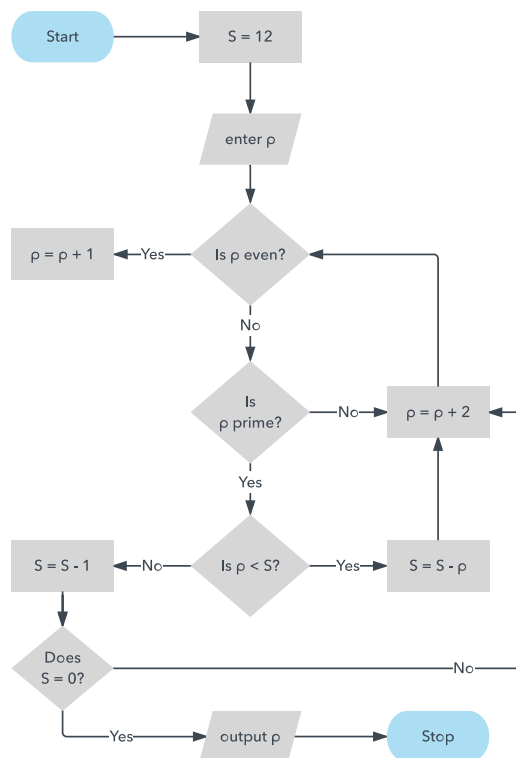 Start
S = 12
enter ρ
ρ = ρ + 1
Yes
Is ρ even?
No
Is
ρ prime?
No
ρ = ρ + 2
Yes
S = S - 1
No
Is ρ < S?
Yes
S = S - ρ
Does
S = 0?
No
Yes
output ρ
Stop